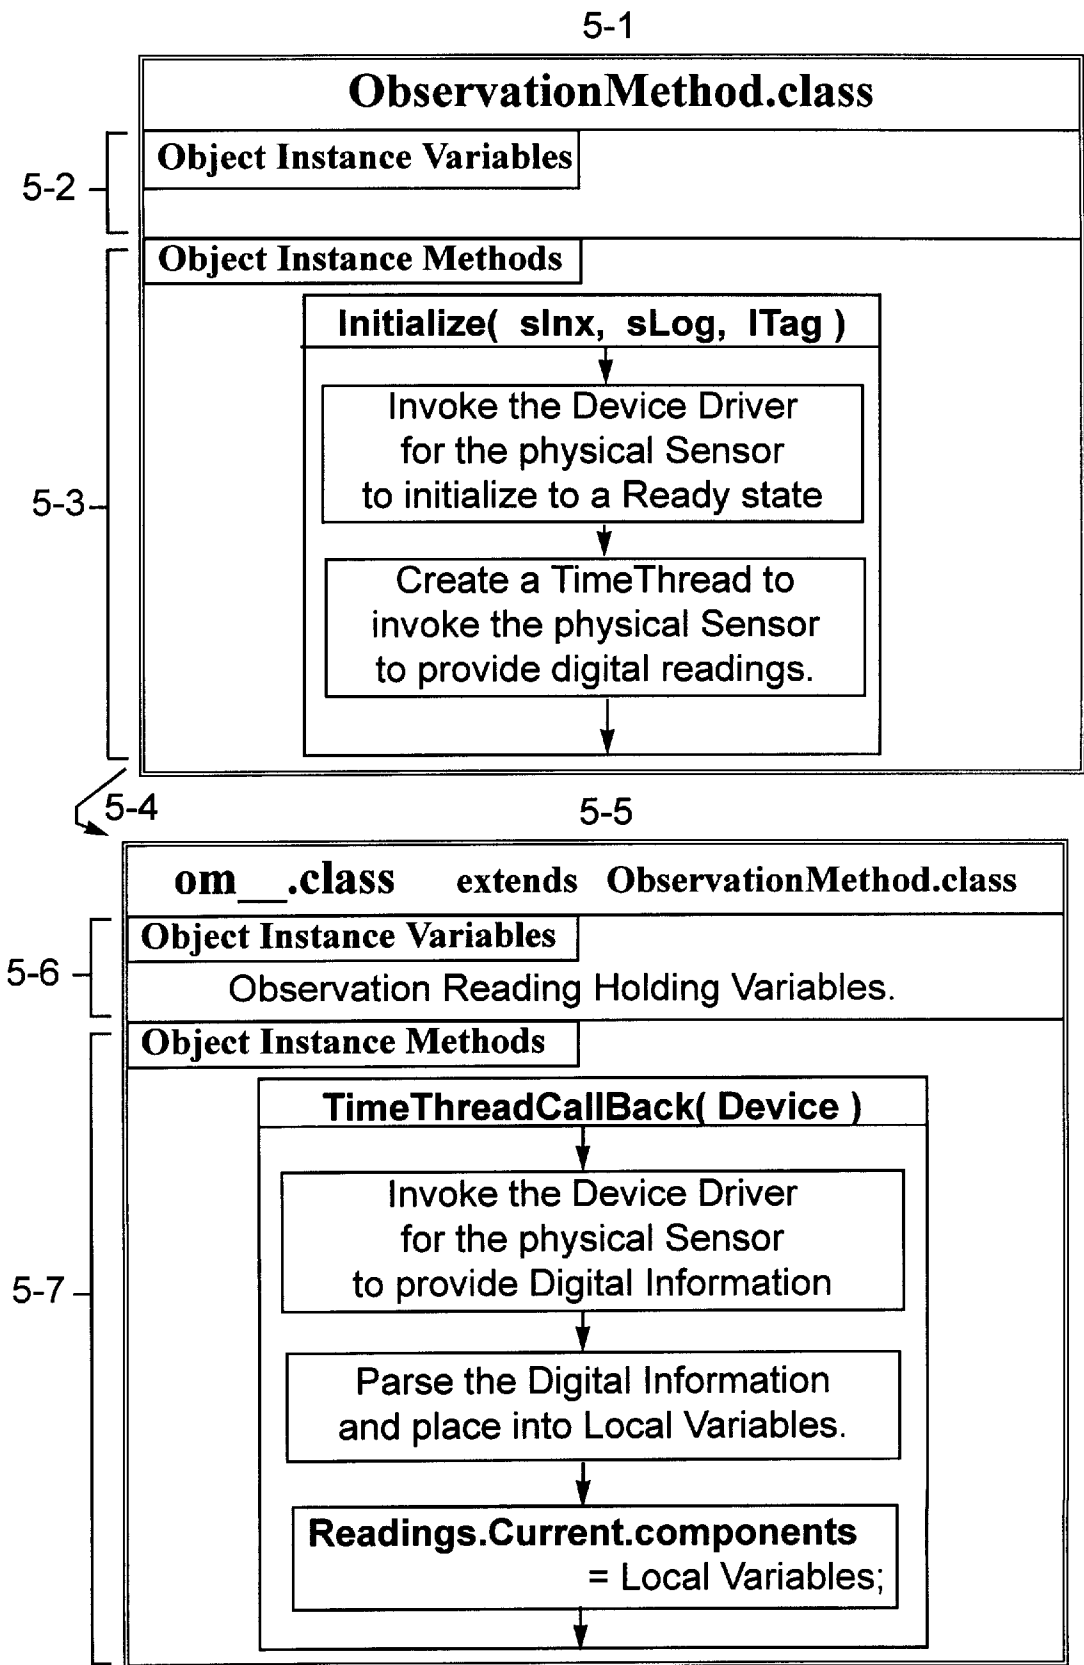 5-1
ObservationMethod.class
Object Instance Variables
5-2
Object Instance Methods
Initialize( sInx, sLog, lTag )
Invoke the Device Driver
for the physical Sensor
to initialize to a Ready state
5-3
Create a TimeThread to
invoke the physical Sensor
to provide digital readings.
5-4
5-5
om__.class extends ObservationMethod.class
Object Instance Variables
5-6
Observation Reading Holding Variables.
Object Instance Methods
TimeThreadCallBack( Device )
Invoke the Device Driver
for the physical Sensor
to provide Digital Information
5-7
Parse the Digital Information
and place into Local Variables.
Readings.Current.components
= Local Variables;